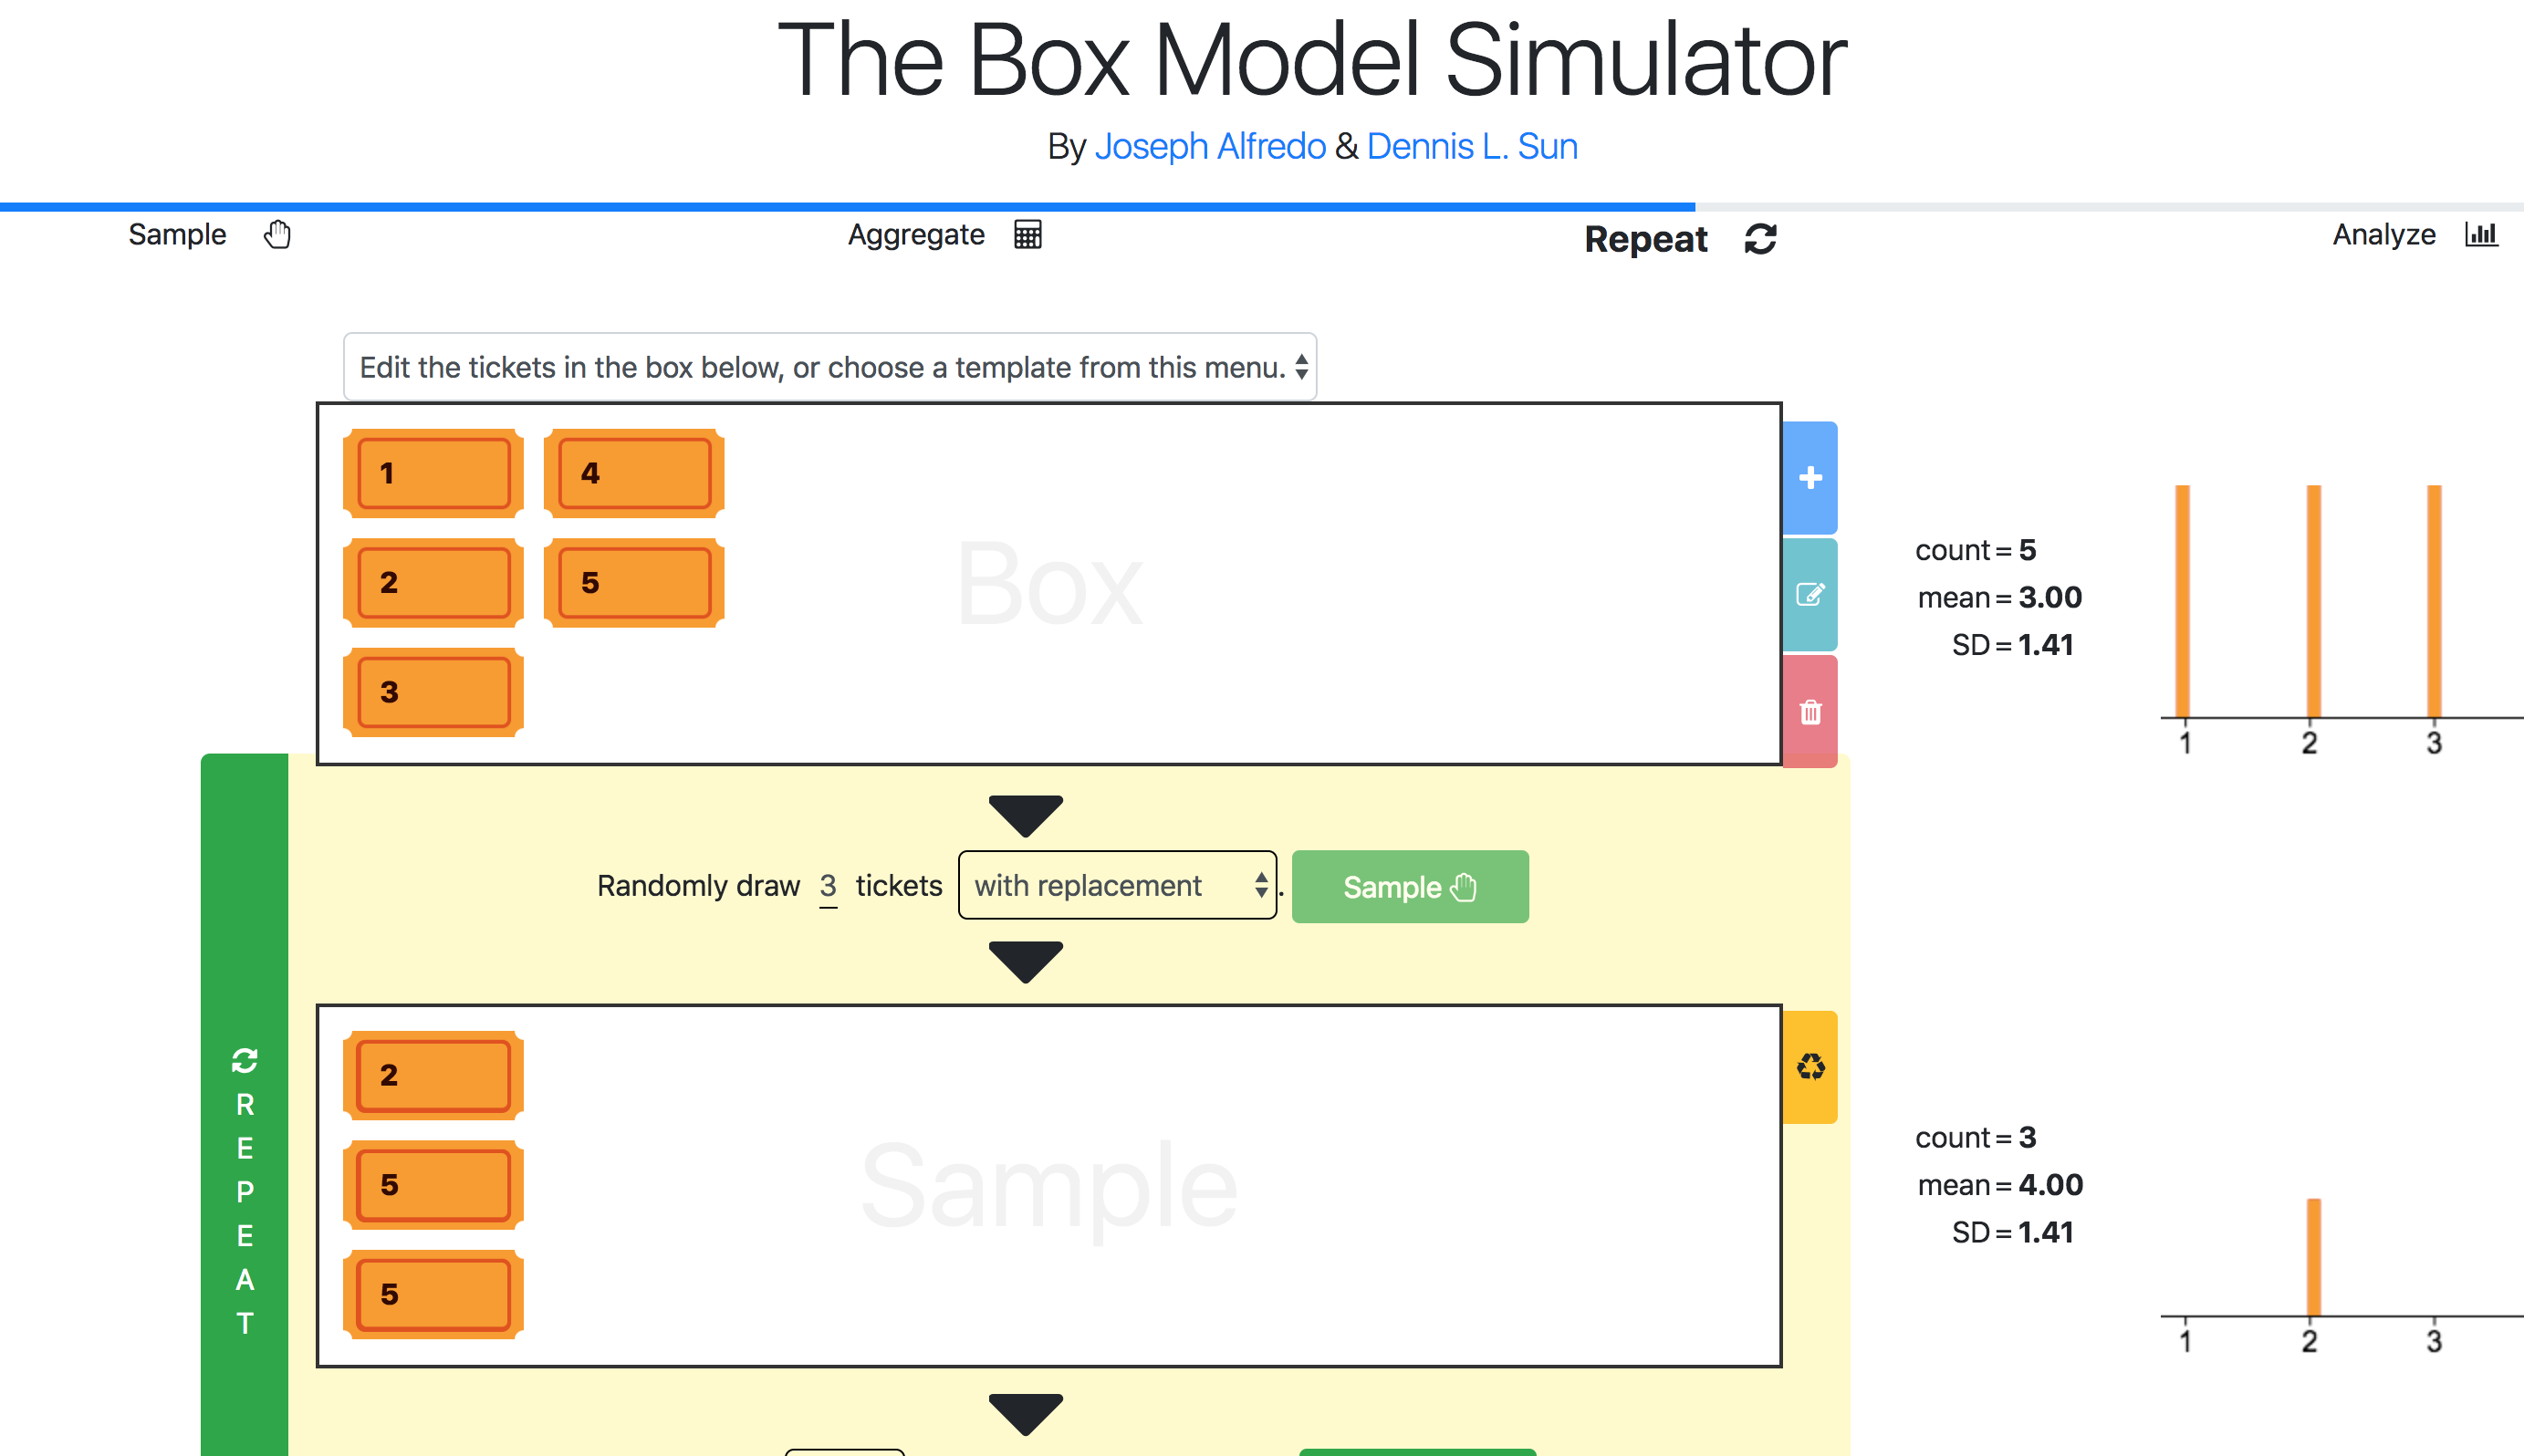 The Box Model Simulator
By Joseph Alfredo & Dennis L. Sun
Sample Aggregate Repeat Analyze
Edit the tickets in the box below, or choose a template from this menu.
1 4
2 5
3
Box
count = 5
mean = 3.00
SD = 1.41
1 2 3
Randomly draw 3 tickets with replacement . Sample
REPEAT
2
5
5
Sample
count = 3
mean = 4.00
SD = 1.41
1 2 3